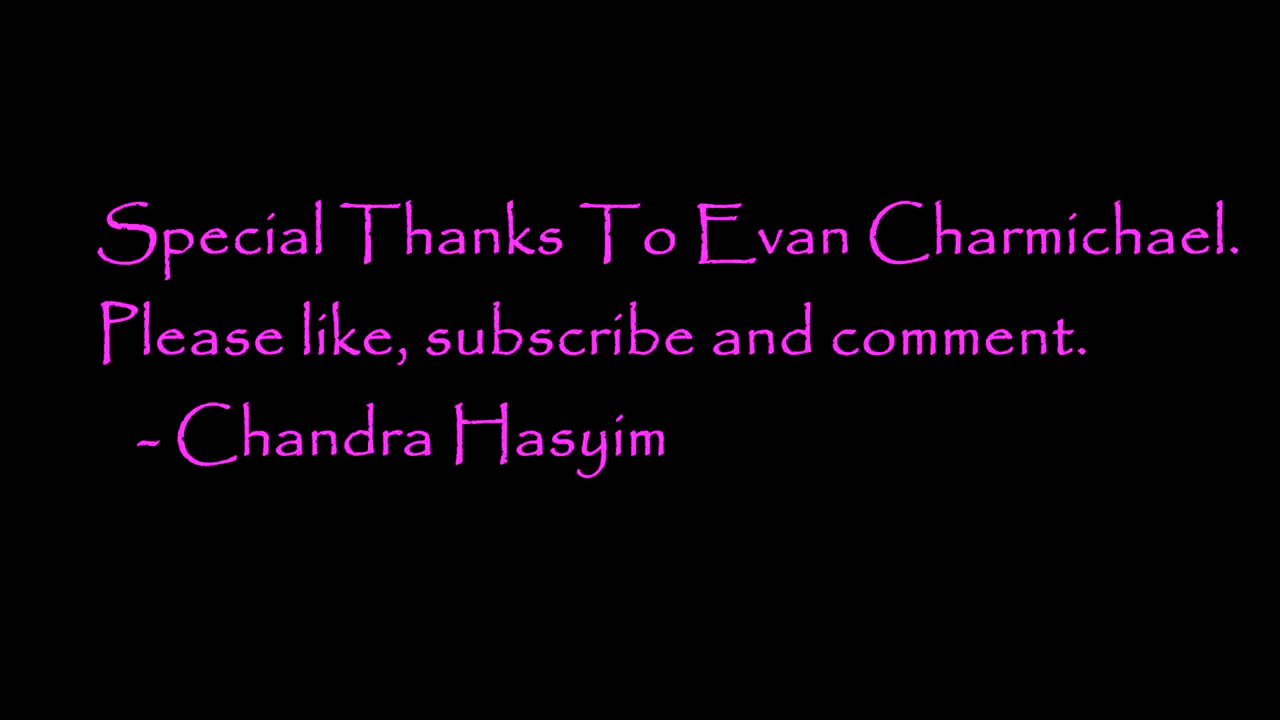 Special Thanks To Evan Charmichael.
Please like, subscribe and comment.
- Chandra Hasyim